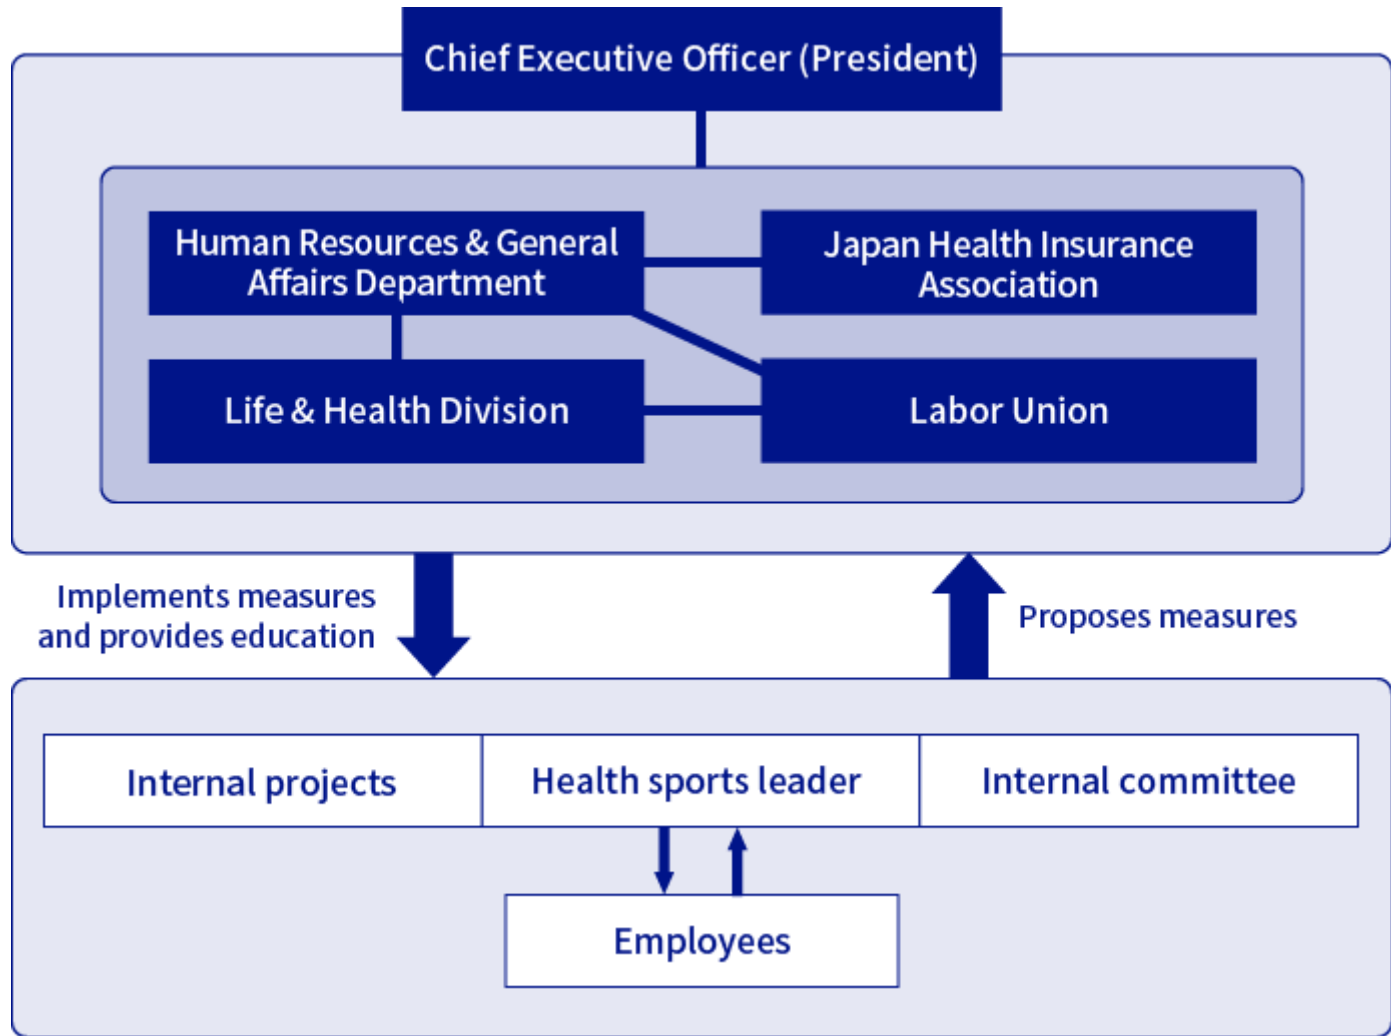 Chief Executive Officer (President)
Human Resources & General
Affairs Department
Japan Health Insurance
Association
Life & Health Division
Labor Union
Implements measures
and provides education
Proposes measures
Internal projects
Health sports leader
Internal committee
Employees